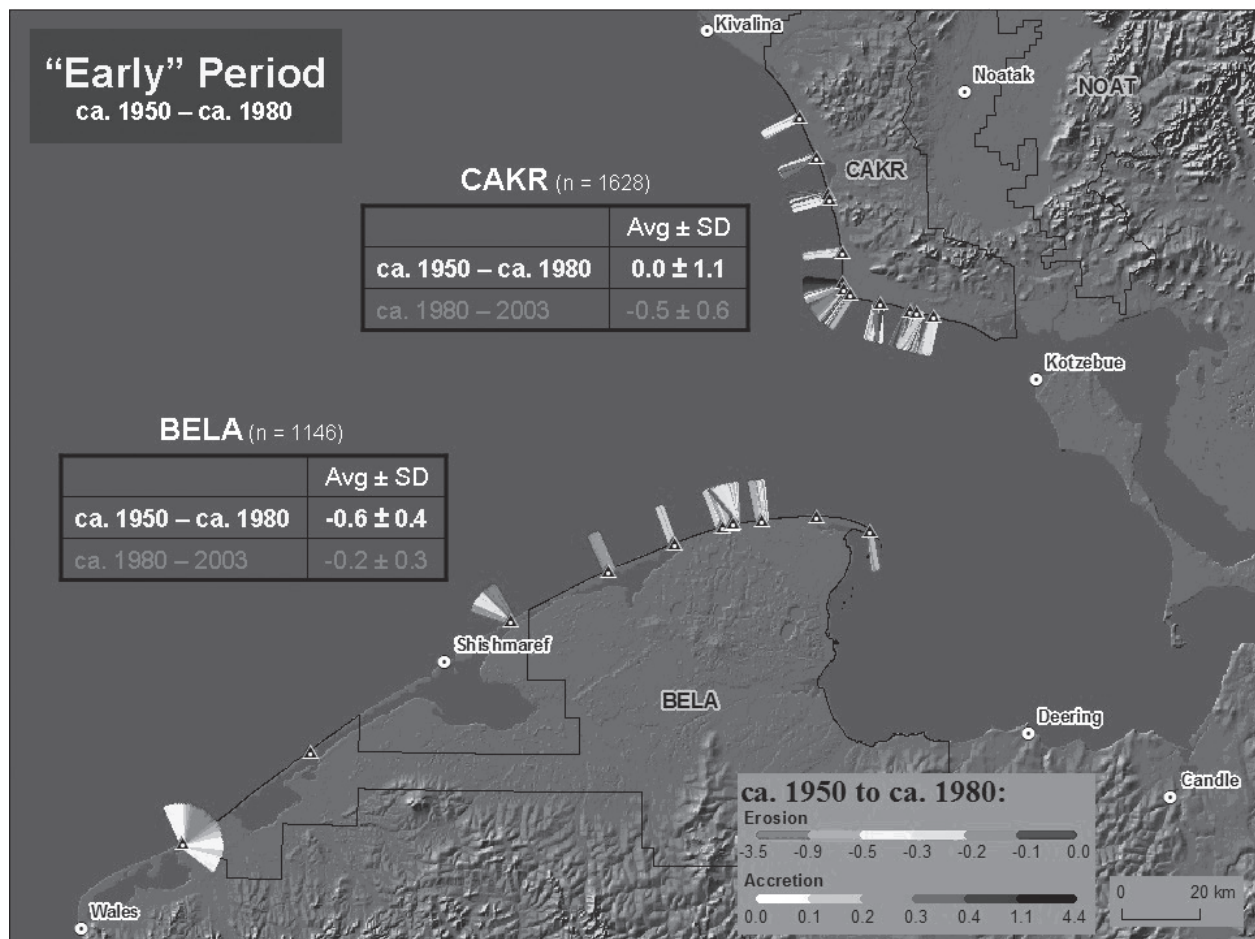 “Early” Period
ca. 1950 – ca. 1980
Kivalina
Noatak
NOAT
CAKR
CAKR (n = 1628)
Avg ± SD
ca. 1950 – ca. 1980 0.0 ± 1.1
ca. 1980 – 2003 -0.5 ± 0.6
Kotzebue
BELA (n = 1146)
Avg ± SD
ca. 1950 – ca. 1980 -0.6 ± 0.4
ca. 1980 – 2003 -0.2 ± 0.3
Shishmaref
BELA
Deering
Candle
Wales
ca. 1950 to ca. 1980:
Erosion
-3.5 -0.9 -0.5 -0.3 -0.2 -0.1 0.0
Accretion
0.0 0.1 0.2 0.3 0.4 1.1 4.4
0 20 km